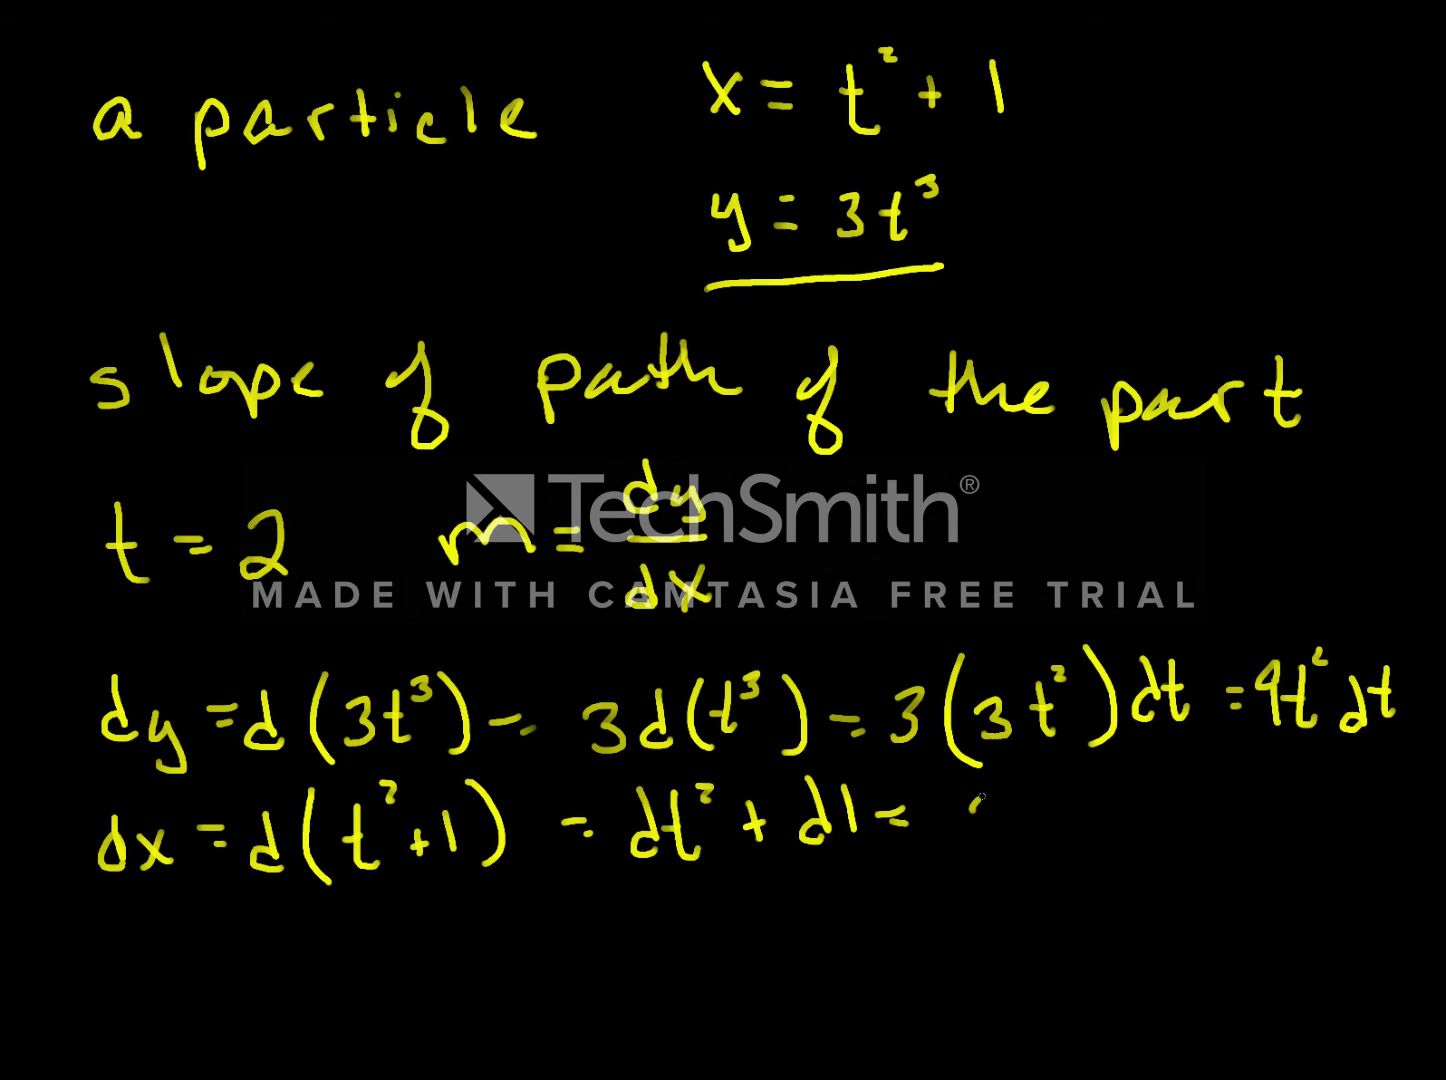 a particle
x = t² + 1
y = 3t³
slope of path of the part
t = 2 m = dy/dx
TechSmith®
MADE WITH CAMTASIA FREE TRIAL
dy = d(3t³) = 3d(t³) = 3(3t²)dt = 9t²dt
dx = d(t²+1) = dt² + d1 =